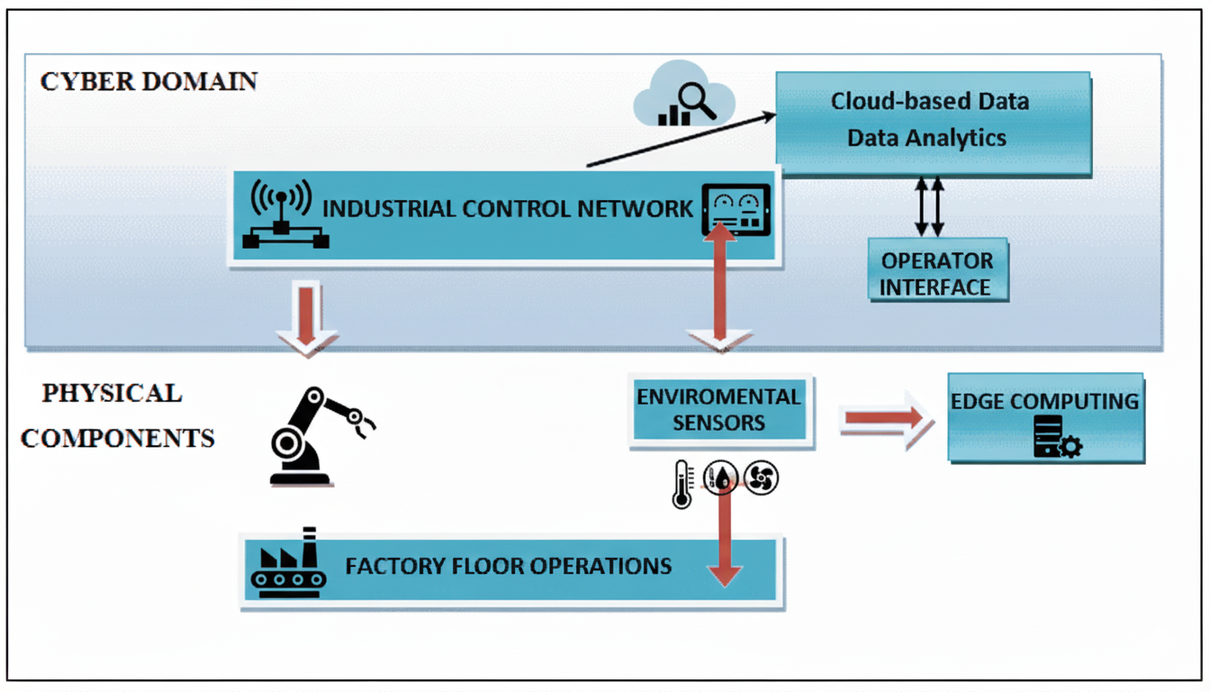 CYBER DOMAIN
Cloud-based Data
Data Analytics
INDUSTRIAL CONTROL NETWORK
OPERATOR
INTERFACE
PHYSICAL
COMPONENTS
ENVIROMENTAL
SENSORS
EDGE COMPUTING
FACTORY FLOOR OPERATIONS